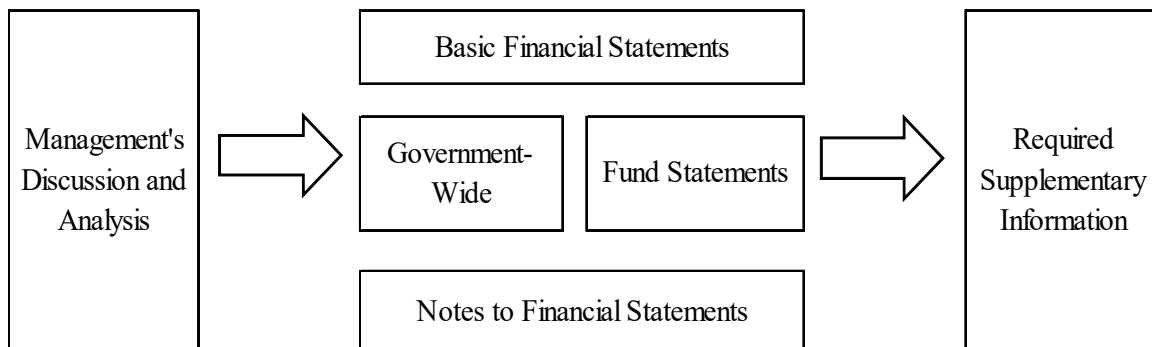 Management's
Discussion and
Analysis
Basic Financial Statements
Government-
Wide
Fund Statements
Notes to Financial Statements
Required
Supplementary
Information